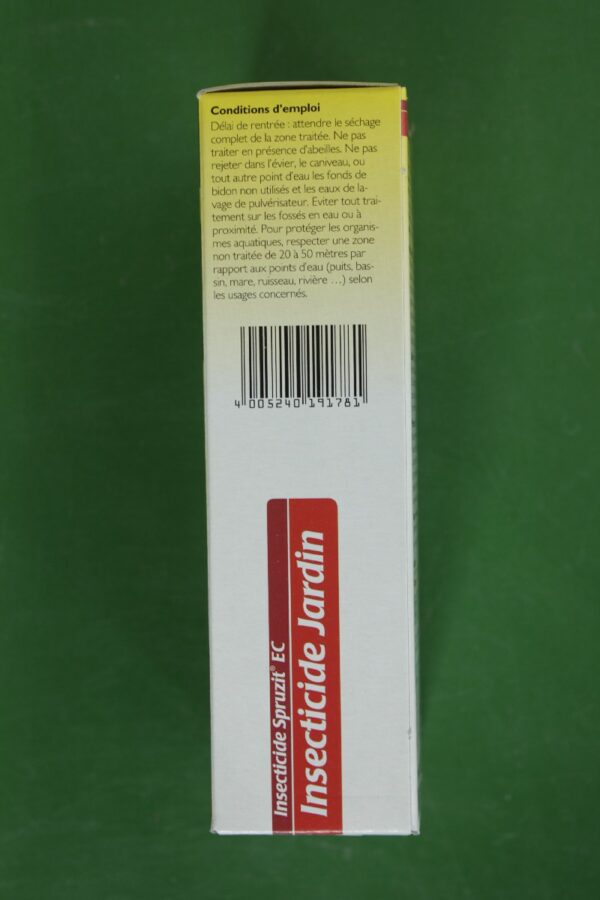 Conditions d'emploi
Délai de rentrée : attendre le séchage
complet de la zone traitée. Ne pas
traiter en présence d'abeilles. Ne pas
rejeter dans l'évier, le caniveau, ou
tout autre point d'eau les fonds de
bidon non utilisés et les eaux de la-
vage de pulvérisateur. Eviter tout trai-
tement sur les fossés en eau ou à
proximité. Pour protéger les organis-
mes aquatiques, respecter une zone
non traitée de 20 à 50 mètres par
rapport aux points d'eau (puits, bas-
sin, mare, ruisseau, rivière ...) selon
les usages concernés.
4 005240 191781
Insecticide Spruzit® EC
Insecticide Jardin